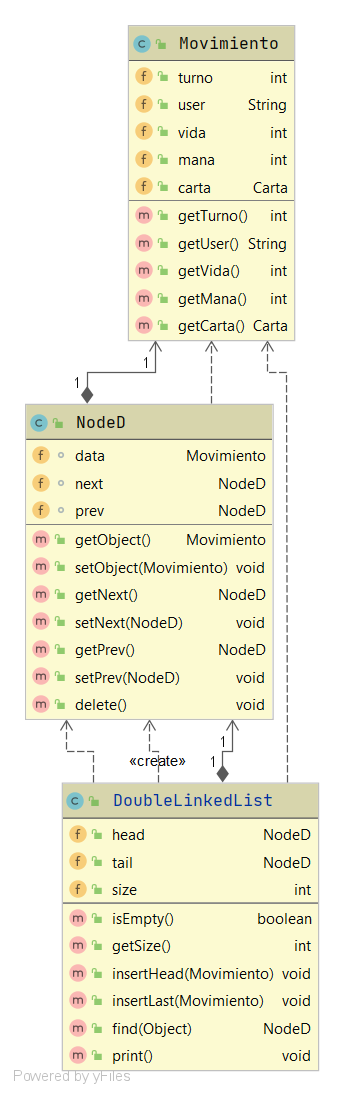 C Movimiento
f turno int
f user String
f vida int
f mana int
f carta Carta
m getTurno() int
m getUser() String
m getVida() int
m getMana() int
m getCarta() Carta
1
1
C NodeD
f data Movimiento
f next NodeD
f prev NodeD
m getObject() Movimiento
m setObject(Movimiento) void
m getNext() NodeD
m setNext(NodeD) void
m getPrev() NodeD
m setPrev(NodeD) void
m delete() void
1
«create» 1
C DoubleLinkedList
f head NodeD
f tail NodeD
f size int
m isEmpty() boolean
m getSize() int
m insertHead(Movimiento) void
m insertLast(Movimiento) void
m find(Object) NodeD
m print() void
Powered by yFiles